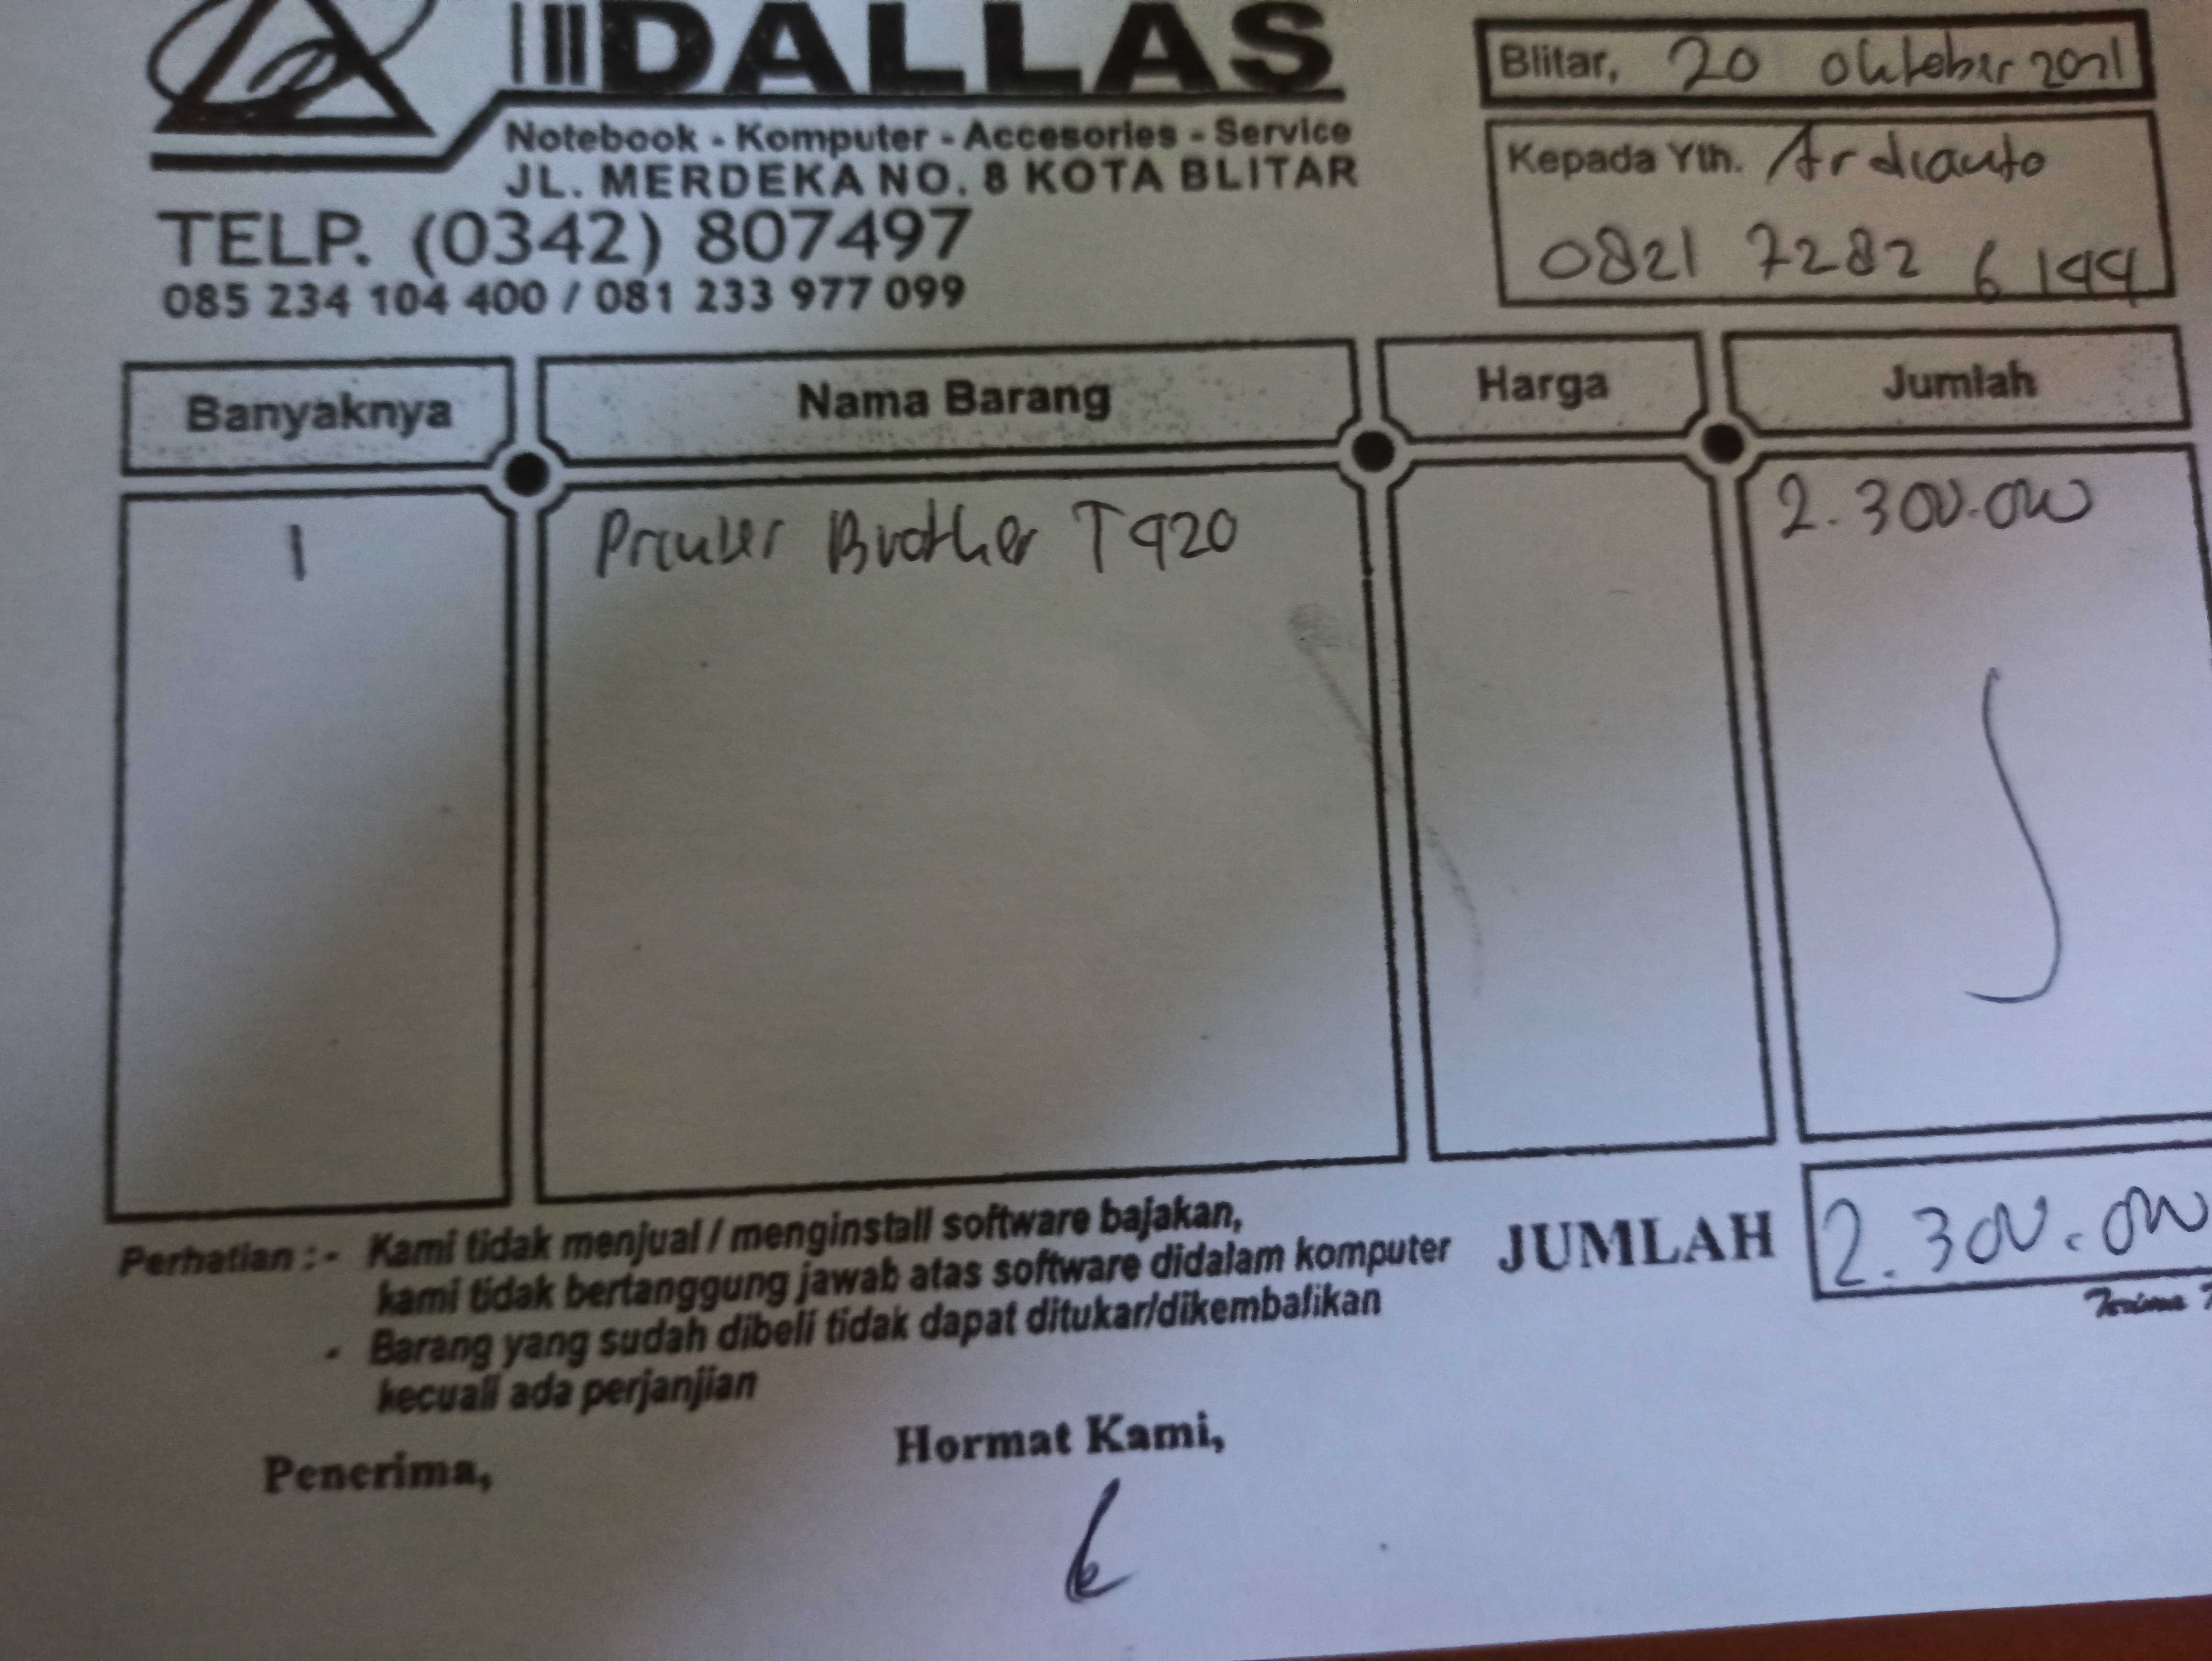 DALLAS
Notebook - Komputer - Accesories - Service
JL. MERDEKA NO. 8 KOTA BLITAR
TELP. (0342) 807497
085 234 104 400 / 081 233 977 099
Blitar, 20 Oktober 2021
Kepada Yth. Ardianto
0821 7282 6199
Banyaknya Nama Barang Harga Jumlah
1 Printer Brother T920 2.300.000
Perhatian : - Kami tidak menjual / menginstall software bajakan,
kami tidak bertanggung jawab atas software didalam komputer
- Barang yang sudah dibeli tidak dapat ditukar/dikembalikan
kecuali ada perjanjian
JUMLAH 2.300.000
Terima
Penerima,
Hormat Kami,